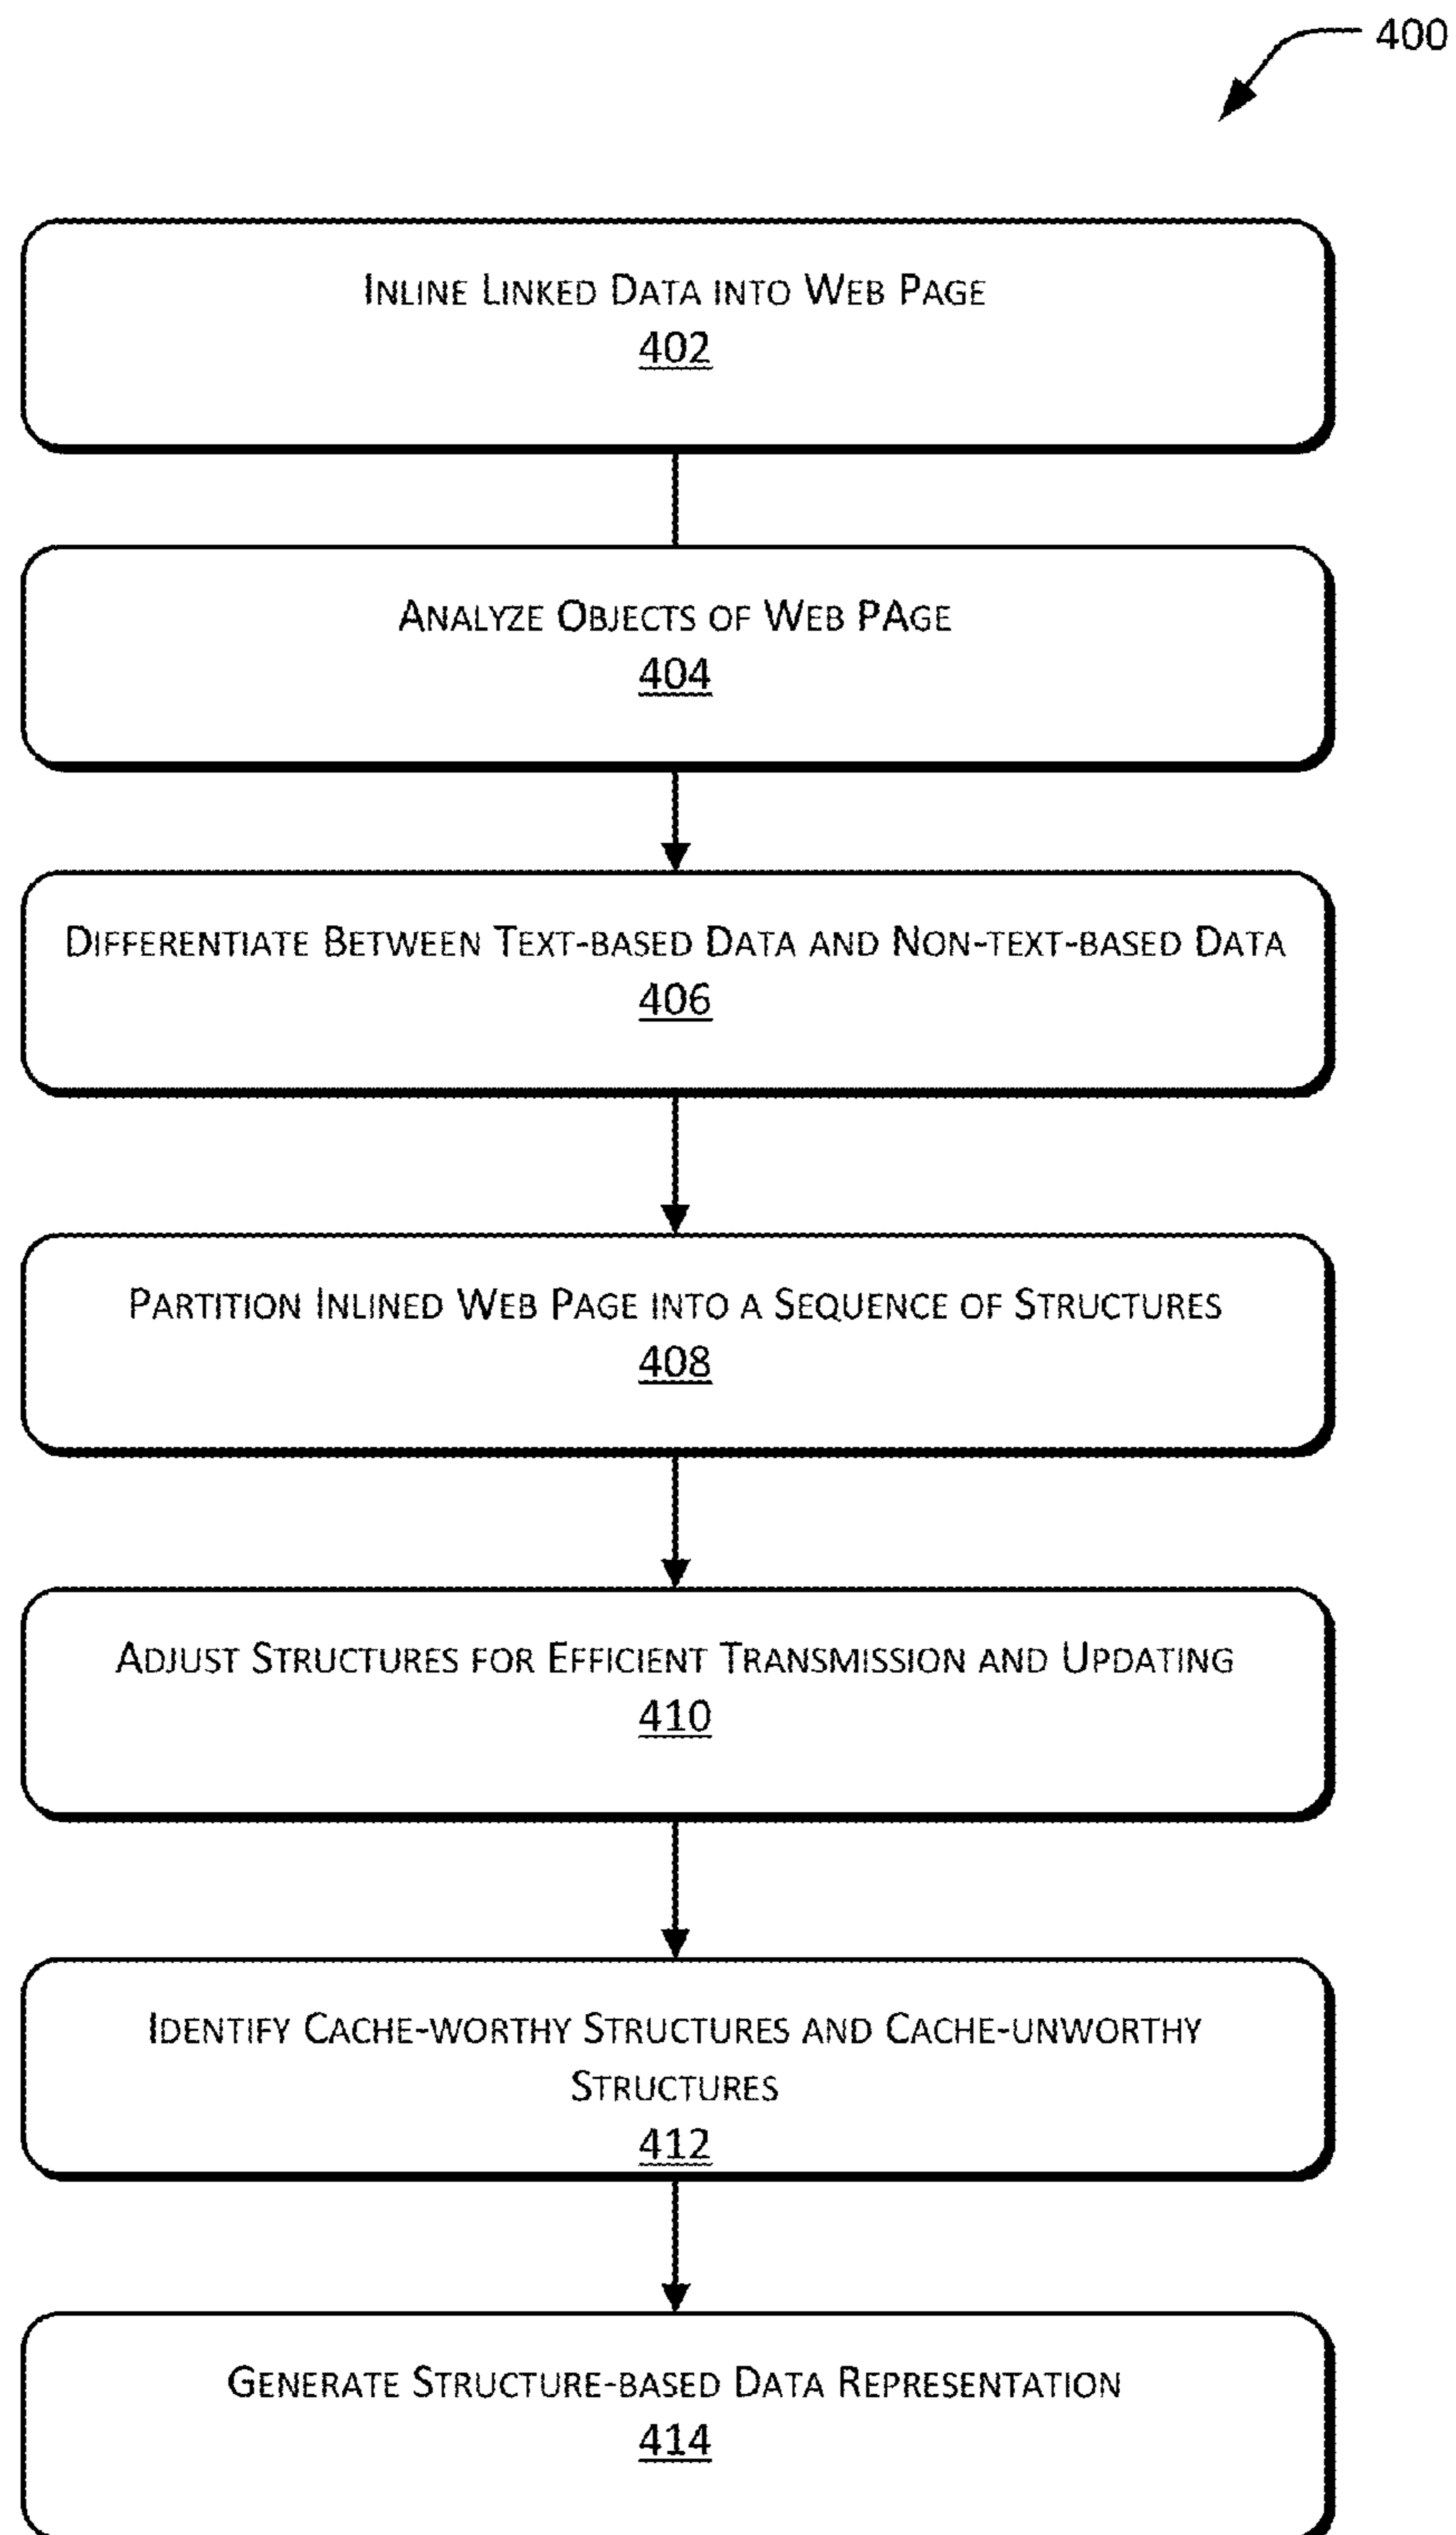 400
Inline Linked Data into Web Page
402
Analyze Objects of Web PAge
404
Differentiate Between Text-based Data and Non-text-based Data
406
Partition Inlined Web Page into a Sequence of Structures
408
Adjust Structures for Efficient Transmission and Updating
410
Identify Cache-worthy Structures and Cache-unworthy
Structures
412
Generate Structure-based Data Representation
414